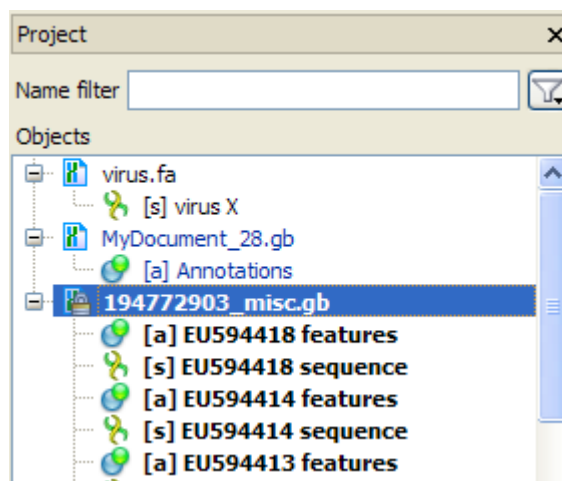 Project
Name filter
Objects
virus.fa
[s] virus X
MyDocument_28.gb
[a] Annotations
194772903_misc.gb
[a] EU594418 features
[s] EU594418 sequence
[a] EU594414 features
[s] EU594414 sequence
[a] EU594413 features